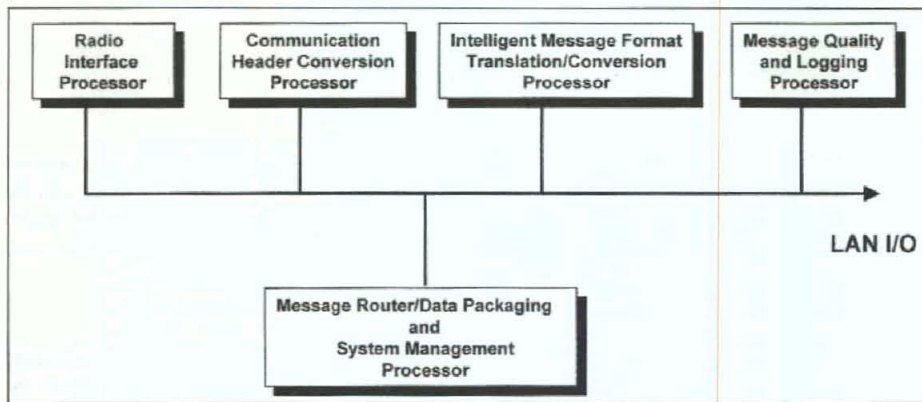 Radio
Interface
Processor
Communication
Header Conversion
Processor
Intelligent Message Format
Translation/Conversion
Processor
Message Quality
and Logging
Processor
LAN I/O
Message Router/Data Packaging
and
System Management
Processor